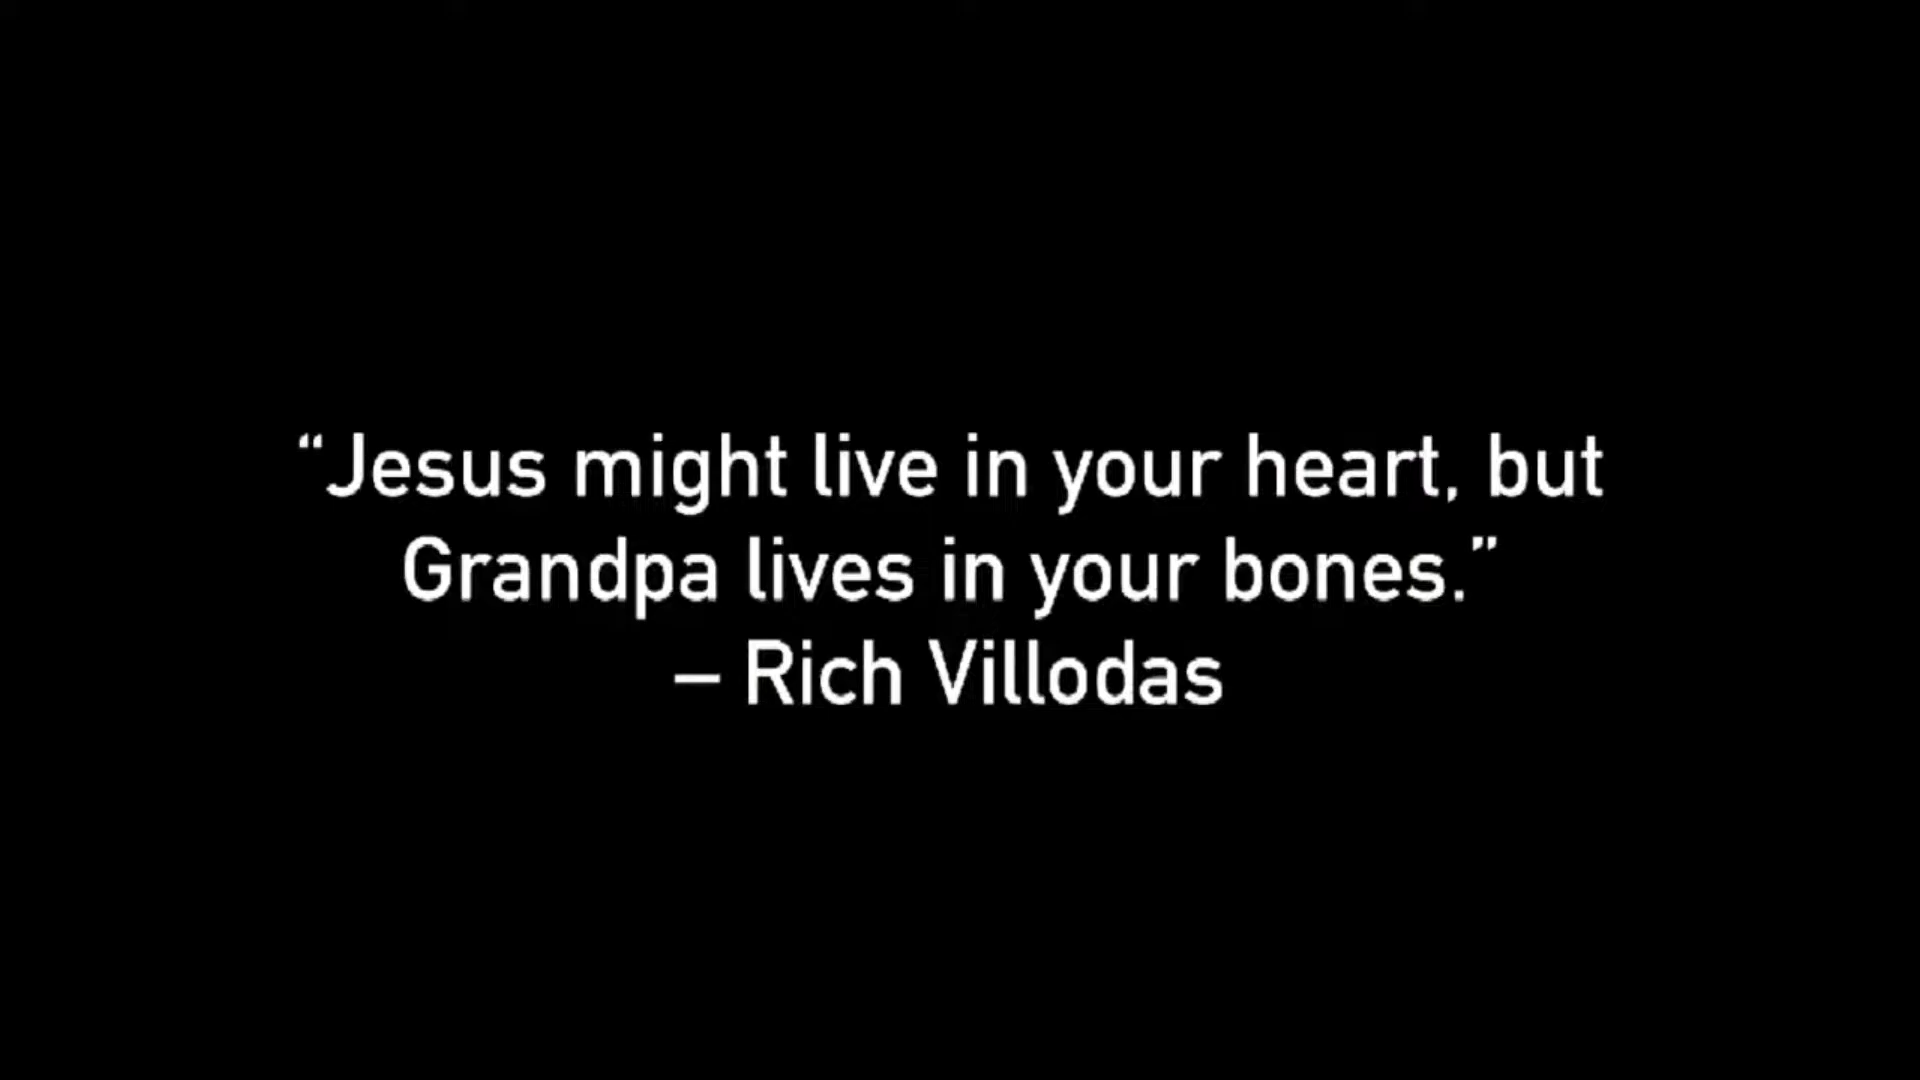 “Jesus might live in your heart, but
Grandpa lives in your bones.”
– Rich Villodas